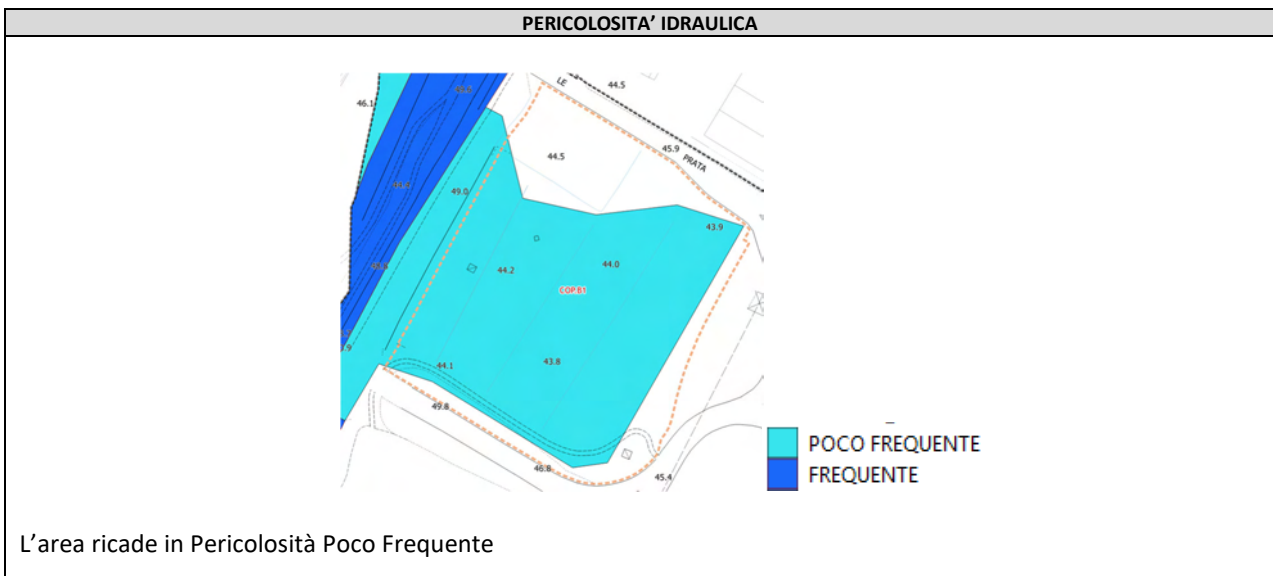 PERICOLOSITA’ IDRAULICA
LE
44.5
46.1
45.9
PRATA
44.5
49.0
43.9
44.2
44.0
COP.B1
44.1
43.8
49.8
46.8
45.4
POCO FREQUENTE
FREQUENTE
L’area ricade in Pericolosità Poco Frequente